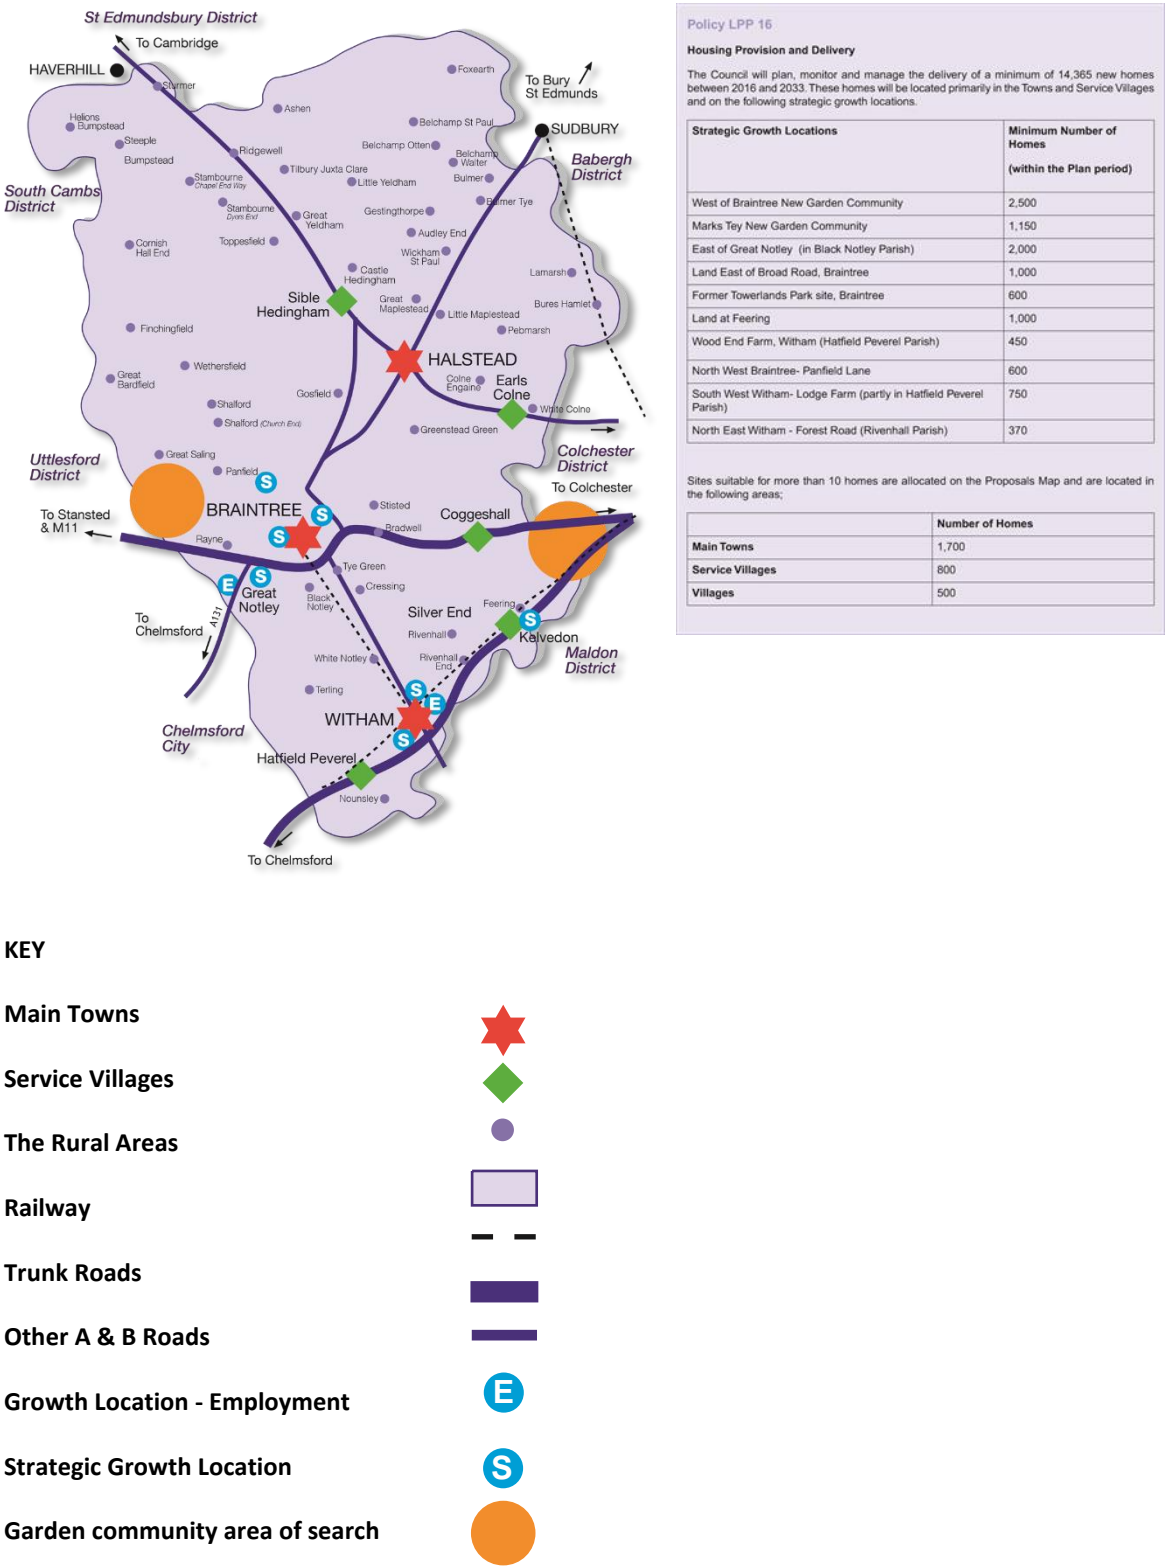 St Edmundsbury District
To Cambridge
HAVERHILL
Sturmer
Foxearth
To Bury
St Edmunds
Ashen
Helions
Bumpstead
Belchamp St Paul
SUDBURY
Steeple
Bumpstead
Belchamp Otten
Belchamp
Walter
Babergh
District
Ridgewell
Tilbury Juxta Clare
Bulmer
South Cambs
District
Stambourne
Chapel End Way
Little Yeldham
Stambourne
Dyers End
Great
Yeldham
Gestingthorpe
Bulmer Tye
Cornish
Hall End
Toppesfield
Audley End
Wickham
St Paul
Castle
Hedingham
Lamarsh
Sible
Hedingham
Great
Maplestead
Little Maplestead
Bures Hamlet
Finchingfield
Pebmarsh
Wethersfield
HALSTEAD
Great
Bardfield
Gosfield
Colne
Engaine
Earls
Colne
White Colne
Shalford
Shalford (Church End)
Greenstead Green
Uttlesford
District
Great Saling
Colchester
District
Panfield
S
To Colchester
To Stansted
& M11
BRAINTREE
S
Stisted
Coggeshall
S
Bradwell
Rayne
Tye Green
E
S
Great
Notley
Black
Notley
Cressing
A131
To
Chelmsford
Silver End
Feering
S
Kelvedon
Rivenhall
Maldon
District
White Notley
Rivenhall
End
Terling
S
E
WITHAM
S
Chelmsford
City
Hatfield Peverel
Nounsley
To Chelmsford
Policy LPP 16
Housing Provision and Delivery
The Council will plan, monitor and manage the delivery of a minimum of 14,365 new homes
between 2016 and 2033. These homes will be located primarily in the Towns and Service Villages
and on the following strategic growth locations.
Strategic Growth Locations Minimum Number of
Homes
(within the Plan period)
West of Braintree New Garden Community 2,500
Marks Tey New Garden Community 1,150
East of Great Notley (in Black Notley Parish) 2,000
Land East of Broad Road, Braintree 1,000
Former Towerlands Park site, Braintree 600
Land at Feering 1,000
Wood End Farm, Witham (Hatfield Peverel Parish) 450
North West Braintree- Panfield Lane 600
South West Witham- Lodge Farm (partly in Hatfield Peverel
Parish) 750
North East Witham - Forest Road (Rivenhall Parish) 370
Sites suitable for more than 10 homes are allocated on the Proposals Map and are located in
the following areas;
Number of Homes
Main Towns 1,700
Service Villages 800
Villages 500
KEY
Main Towns
Service Villages
The Rural Areas
Railway
Trunk Roads
Other A & B Roads
Growth Location - Employment E
Strategic Growth Location S
Garden community area of search